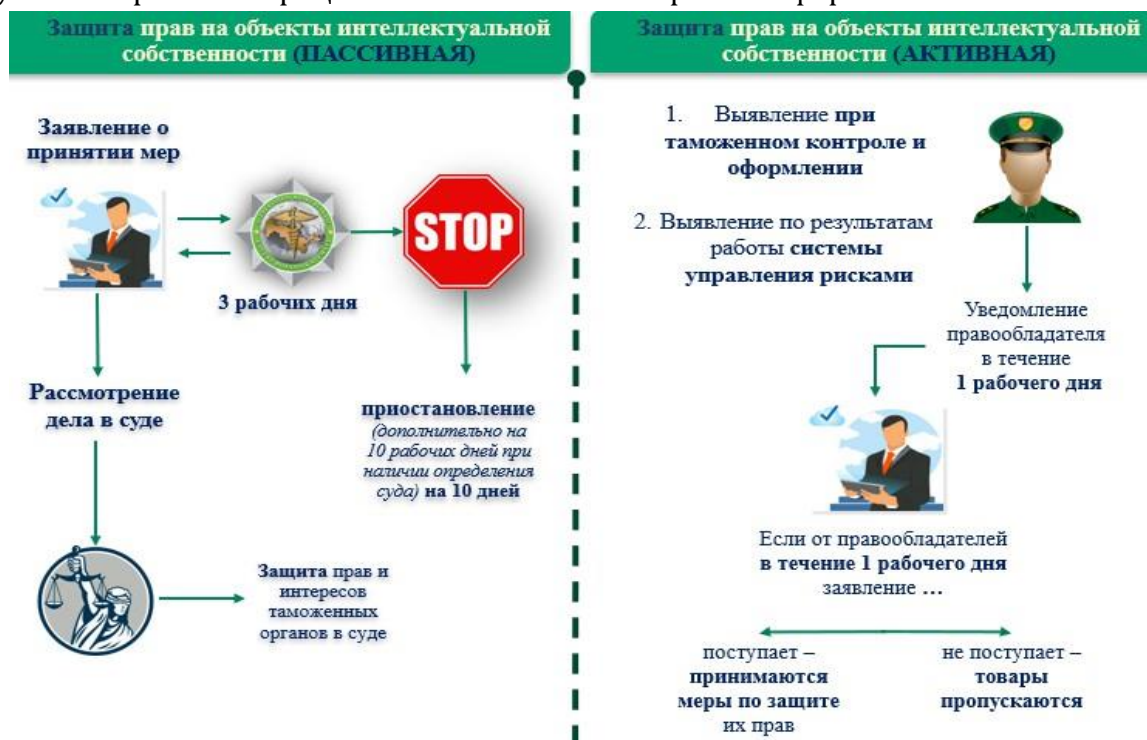 Защита прав на объекты интеллектуальной
собственности (ПАССИВНАЯ)
Заявление о
принятии мер
STOP
3 рабочих дня
Рассмотрение
дела в суде
приостановление
(дополнительно на
10 рабочих дней при
наличии определения
суда) на 10 дней
Защита прав и
интересов
таможенных
органов в суде
Защита прав на объекты интеллектуальной
собственности (АКТИВНАЯ)
1. Выявление при
таможенном контроле и
оформлении
2. Выявление по результатам
работы системы
управления рисками
Уведомление
правообладателя
в течение
1 рабочего дня
Если от правообладателей
в течение 1 рабочего дня
заявление ...
поступает –
принимаются
меры по защите
их прав
не поступает –
товары
пропускаются